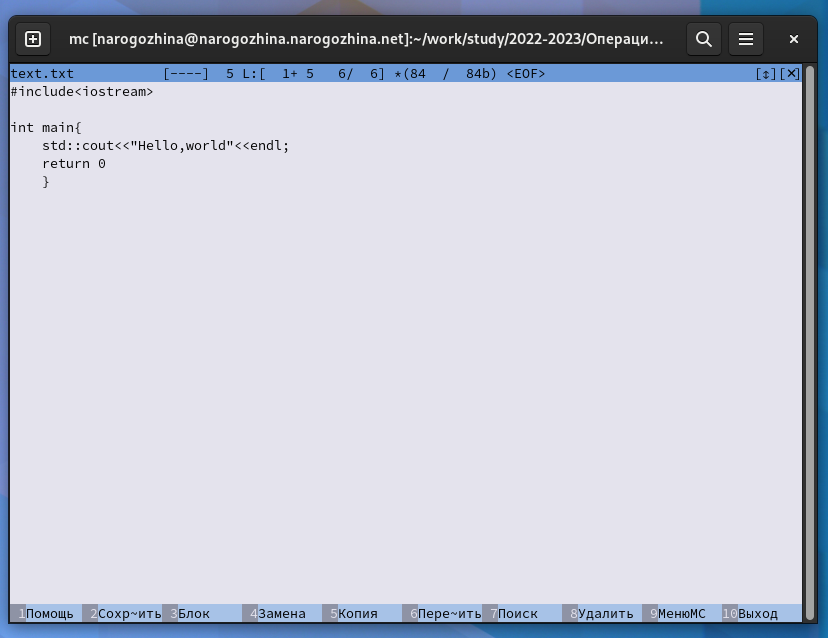 mc [narogozhina@narogozhina.narogozhina.net]:~/work/study/2022-2023/Операци...
text.txt [----] 5 L:[ 1+ 5 6/ 6] *(84 / 84b) <EOF> [↕][×]
#include<iostream>
int main{
    std::cout<<"Hello,world"<<endl;
    return 0
    }
1Помощь 2Сохр~ить 3Блок 4Замена 5Копия 6Пере~ить 7Поиск 8Удалить 9МенюMC 10Выход